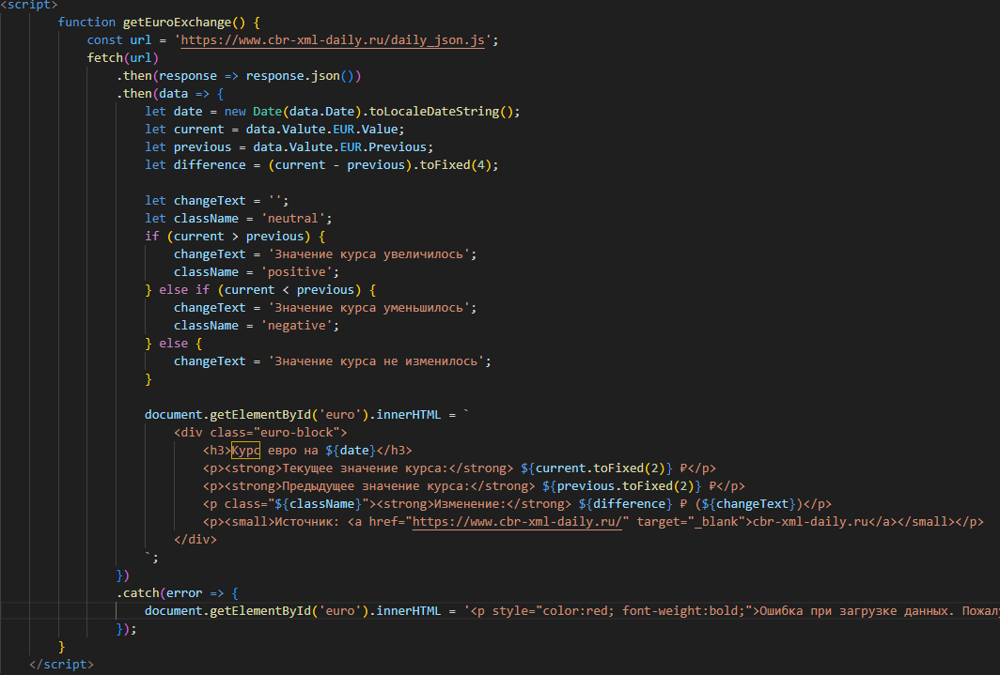 <script>
function getEuroExchange() {
const url = 'https://www.cbr-xml-daily.ru/daily_json.js';
fetch(url)
.then(response => response.json())
.then(data => {
let date = new Date(data.Date).toLocaleDateString();
let current = data.Valute.EUR.Value;
let previous = data.Valute.EUR.Previous;
let difference = (current - previous).toFixed(4);
let changeText = '';
let className = 'neutral';
if (current > previous) {
changeText = 'Значение курса увеличилось';
className = 'positive';
} else if (current < previous) {
changeText = 'Значение курса уменьшилось';
className = 'negative';
} else {
changeText = 'Значение курса не изменилось';
}
document.getElementById('euro').innerHTML = `
<div class="euro-block">
<h3>Курс евро на ${date}</h3>
<p><strong>Текущее значение курса:</strong> ${current.toFixed(2)} ₽</p>
<p><strong>Предыдущее значение курса:</strong> ${previous.toFixed(2)} ₽</p>
<p class="${className}"><strong>Изменение:</strong> ${difference} ₽ (${changeText})</p>
<p><small>Источник: <a href="https://www.cbr-xml-daily.ru/" target="_blank">cbr-xml-daily.ru</a></small></p>
</div>
`;
})
.catch(error => {
document.getElementById('euro').innerHTML = '<p style="color:red; font-weight:bold;">Ошибка при загрузке данных.
});
}
</script>